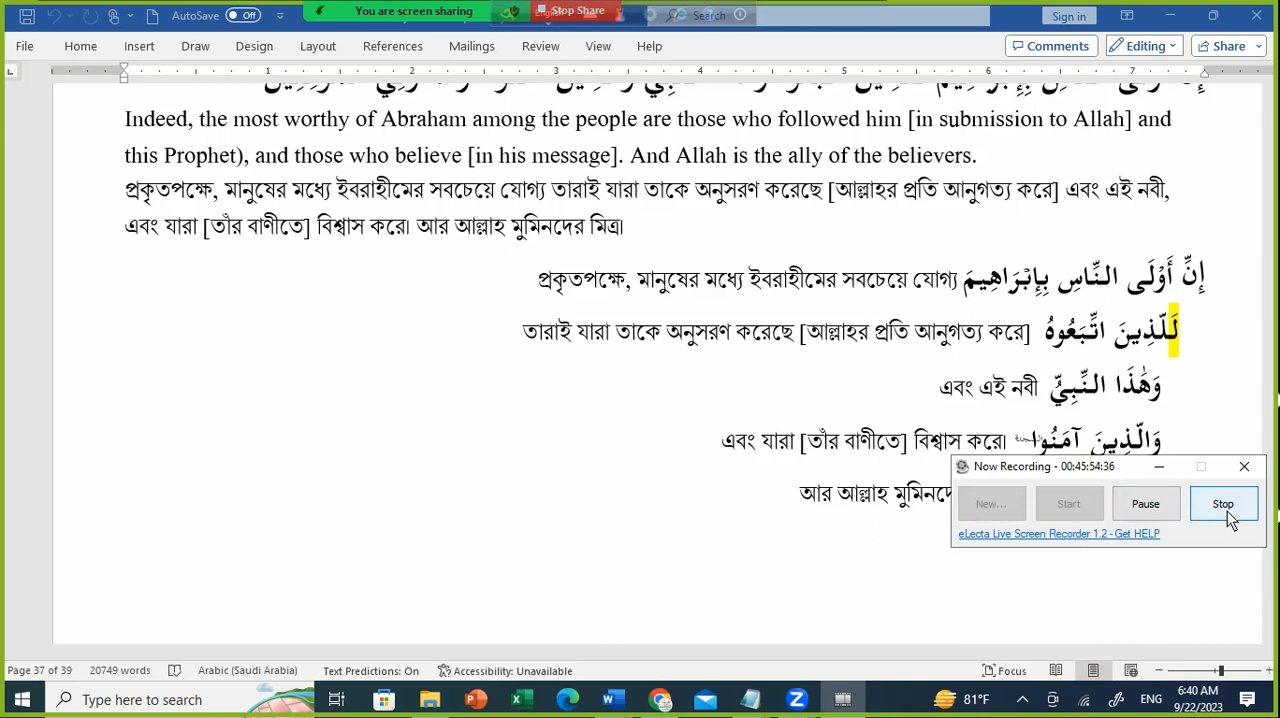 AutoSave Off
You are screen sharing
Stop Share
Search
Sign in
File Home Insert Draw Design Layout References Mailings Review View Help
Comments Editing Share
1 2 3 4 5 6 7
Indeed, the most worthy of Abraham among the people are those who followed him [in submission to Allah] and
this Prophet), and those who believe [in his message]. And Allah is the ally of the believers.
প্রকৃতপক্ষে, মানুষের মধ্যে ইবরাহীমের সবচেয়ে যোগ্য তারাই যারা তাকে অনুসরণ করেছে [আল্লাহর প্রতি আনুগত্য করে] এবং এই নবী,
এবং যারা [তাঁর বাণীতে] বিশ্বাস করে। আর আল্লাহ মুমিনদের মিত্র।
إِنَّ أَوْلَى النَّاسِ بِإِبْرَاهِيمَ প্রকৃতপক্ষে, মানুষের মধ্যে ইবরাহীমের সবচেয়ে যোগ্য
لَلَّذِينَ اتَّبَعُوهُ তারাই যারা তাকে অনুসরণ করেছে [আল্লাহর প্রতি আনুগত্য করে]
وَهَٰذَا النَّبِيُّ এবং এই নবী
وَالَّذِينَ آمَنُوا এবং যারা [তাঁর বাণীতে] বিশ্বাস করে।
আর আল্লাহ
Now Recording - 00:45:54:36
New... Start Pause Stop
eLecta Live Screen Recorder 1.2 - Get HELP
Page 37 of 39 20749 words Arabic (Saudi Arabia) Text Predictions: On Accessibility: Unavailable Focus
Type here to search
81°F ENG
6:40 AM
9/22/2023